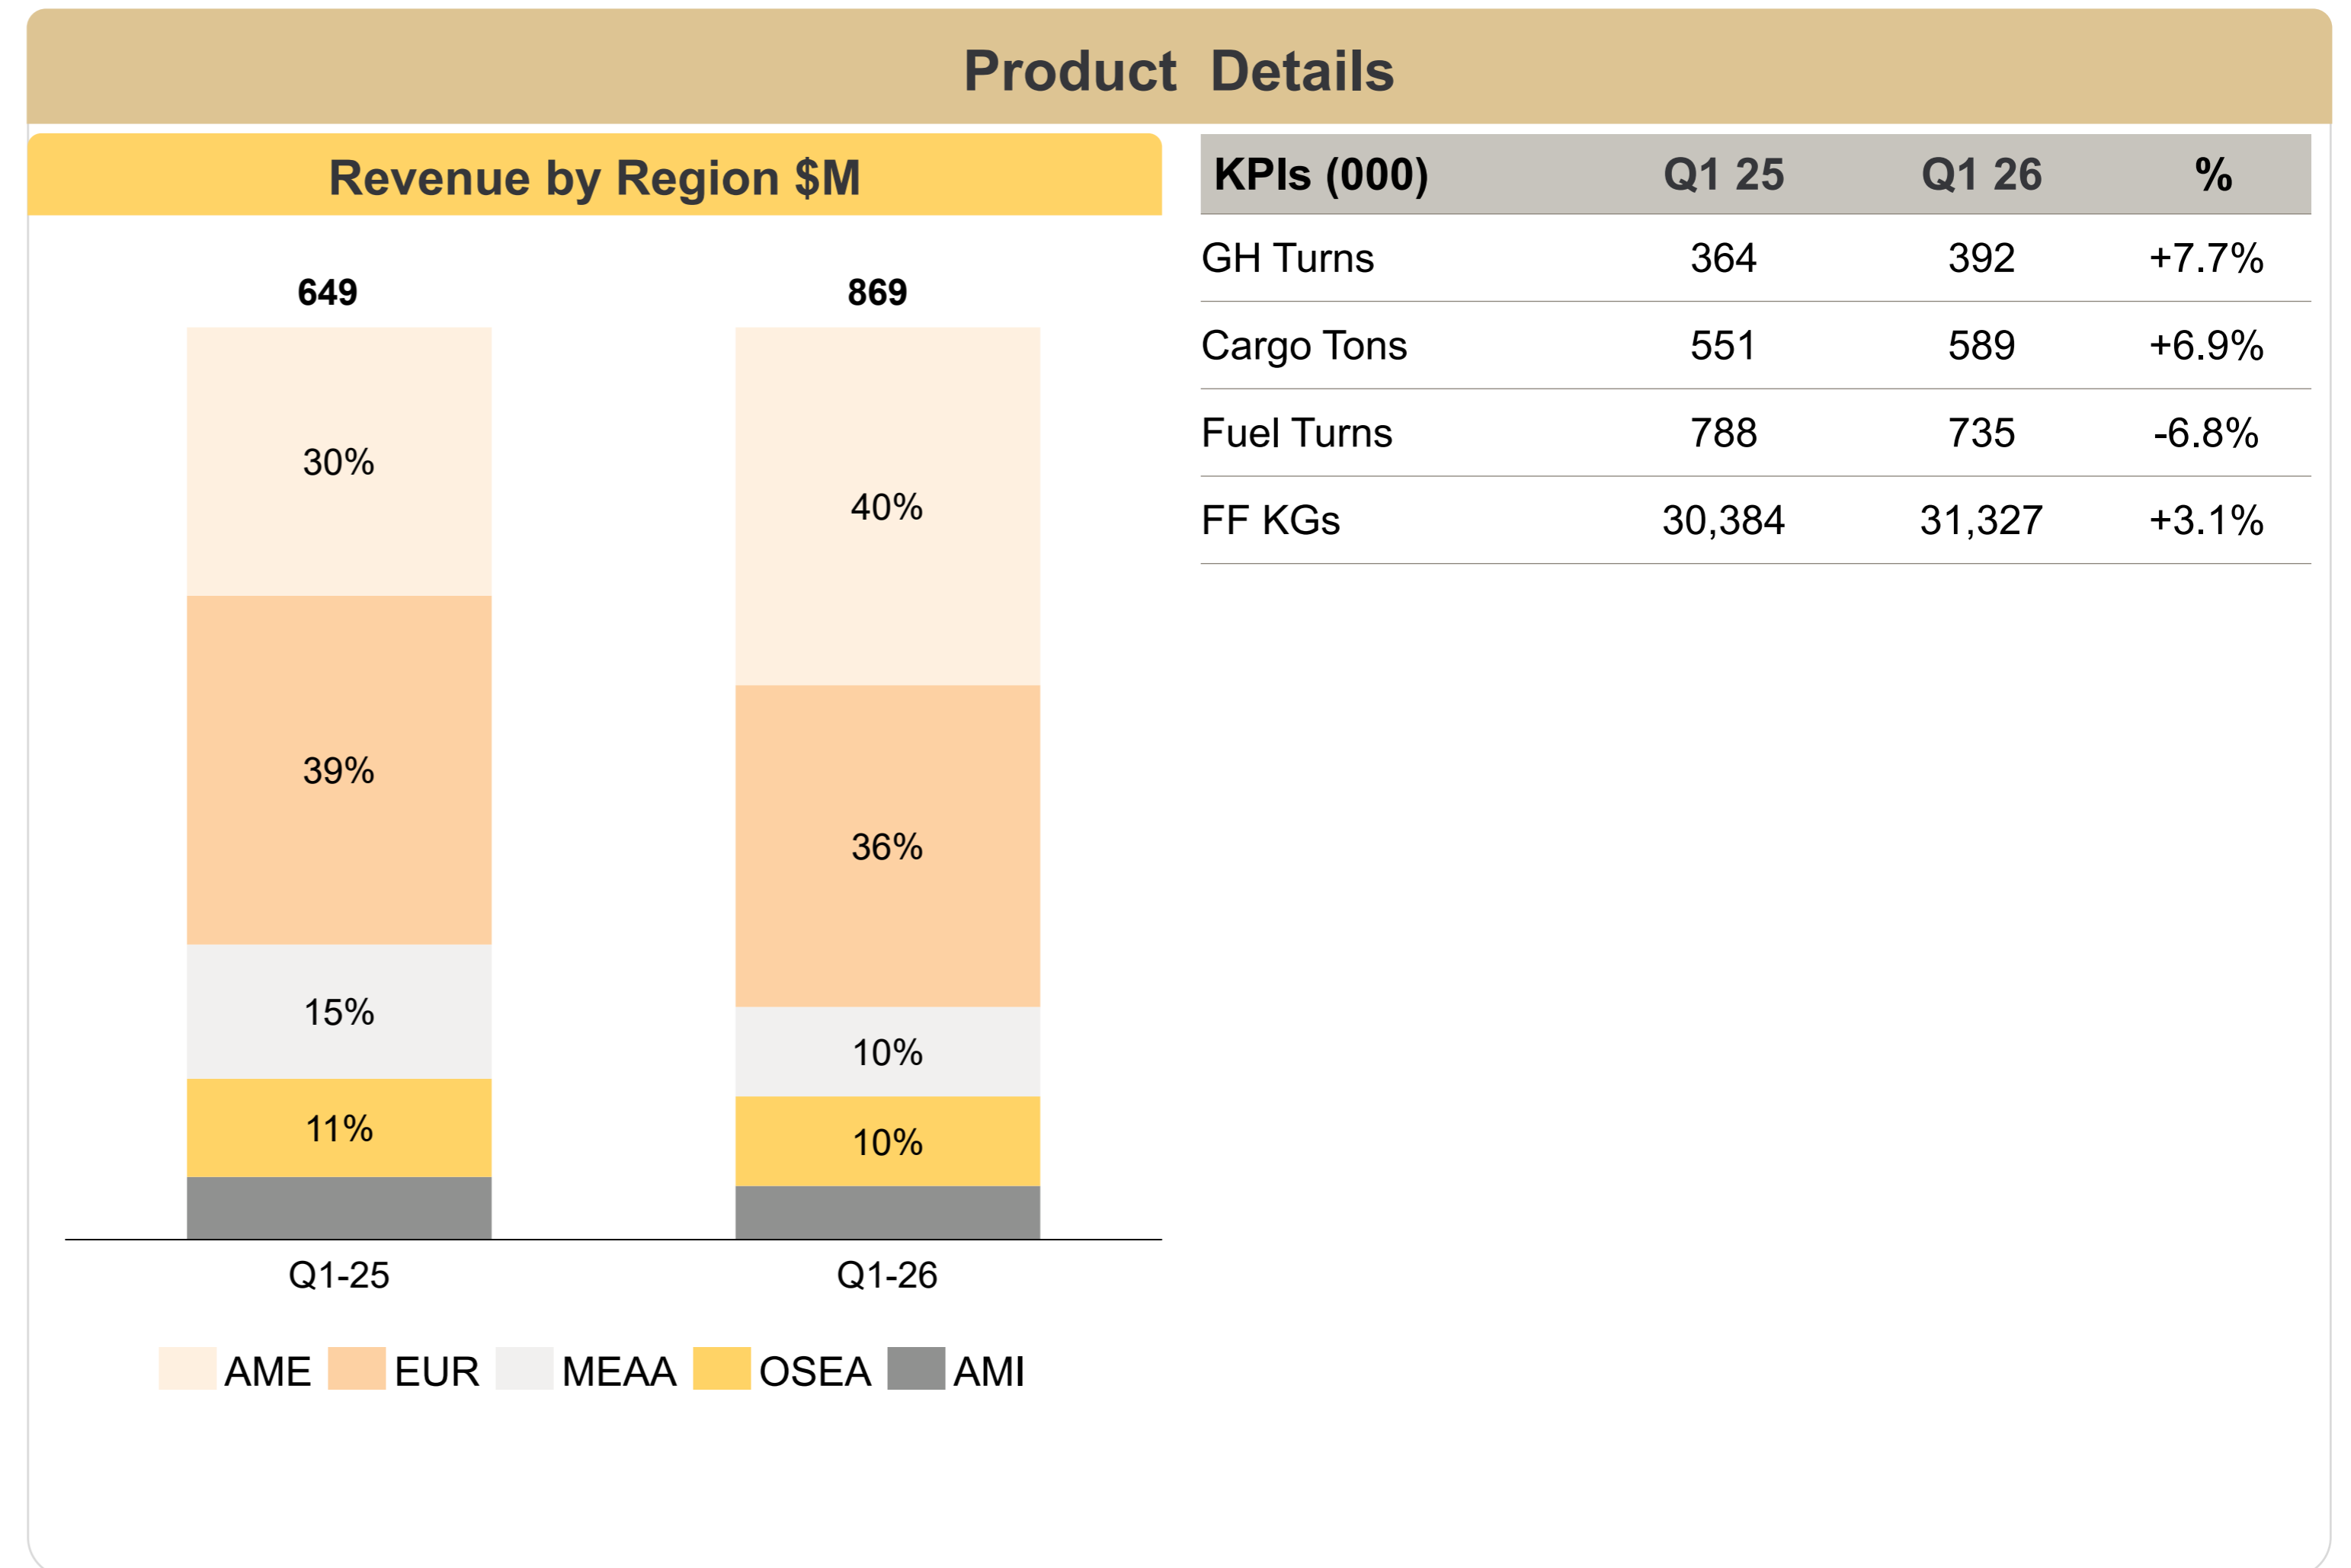 Product Details
Revenue by Region $M
649 869
30%
40%
39%
36%
15%
10%
11%
10%
Q1-25 Q1-26
AME EUR MEAA OSEA AMI
KPIs (000) Q1 25 Q1 26 %
GH Turns 364 392 +7.7%
Cargo Tons 551 589 +6.9%
Fuel Turns 788 735 -6.8%
FF KGs 30,384 31,327 +3.1%